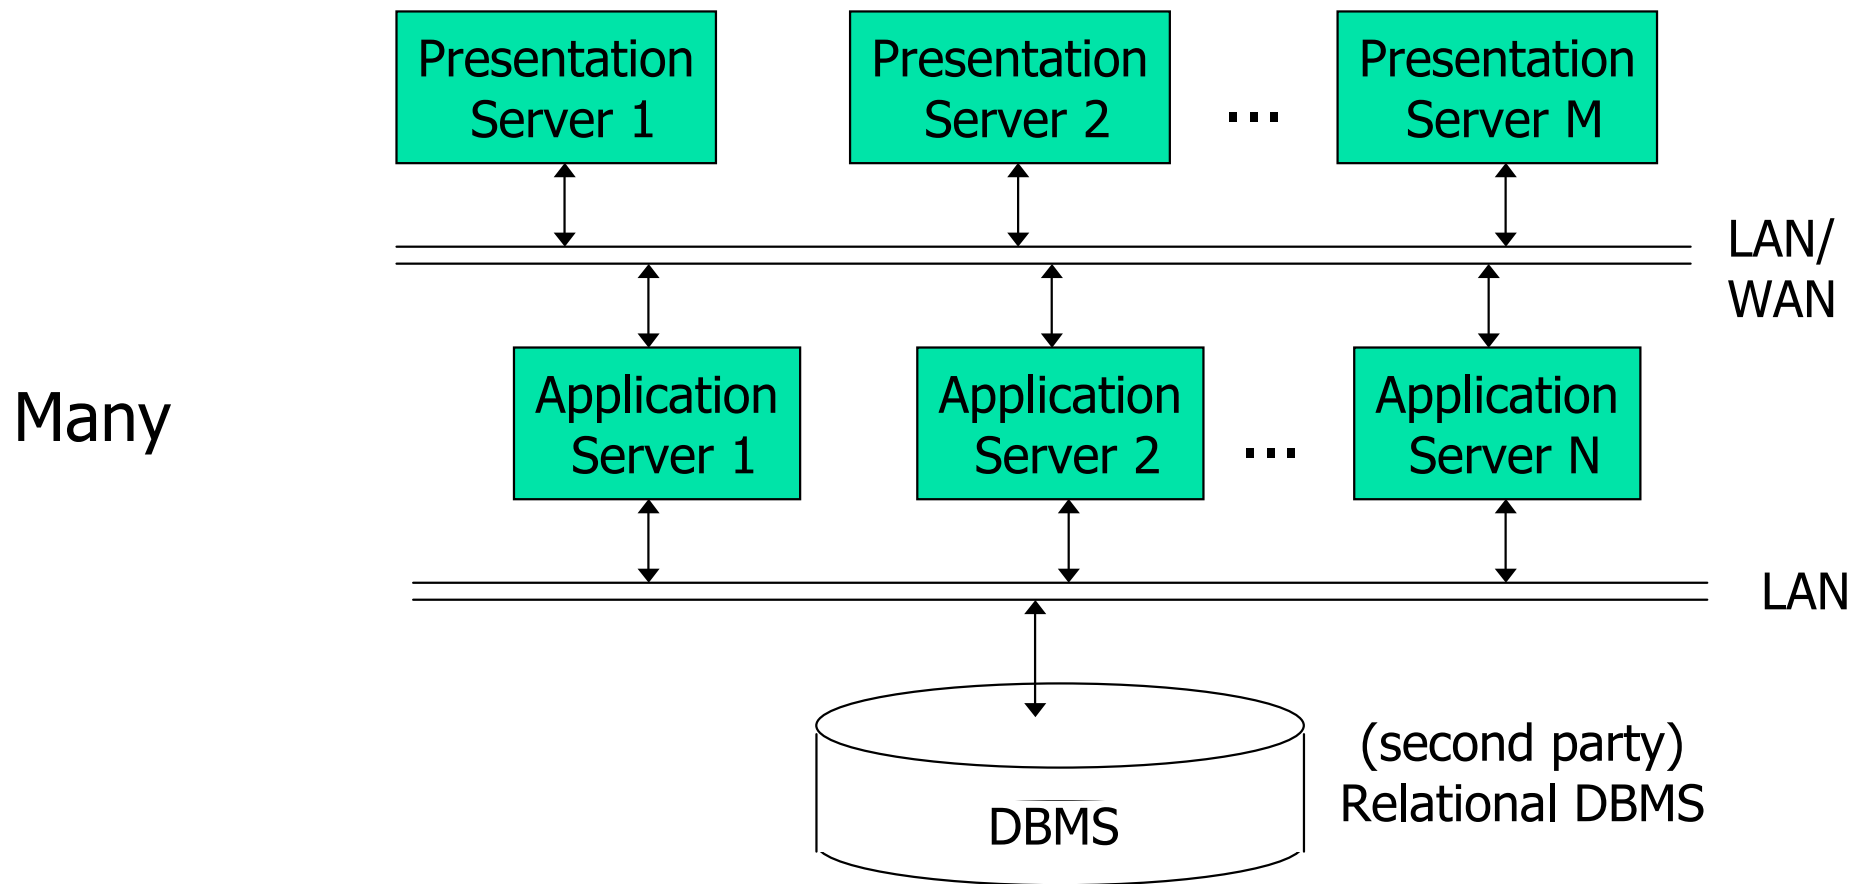 Presentation
Server 1
Presentation
Server 2
...
Presentation
Server M
LAN/
WAN
Many
Application
Server 1
Application
Server 2
...
Application
Server N
LAN
DBMS
(second party)
Relational DBMS